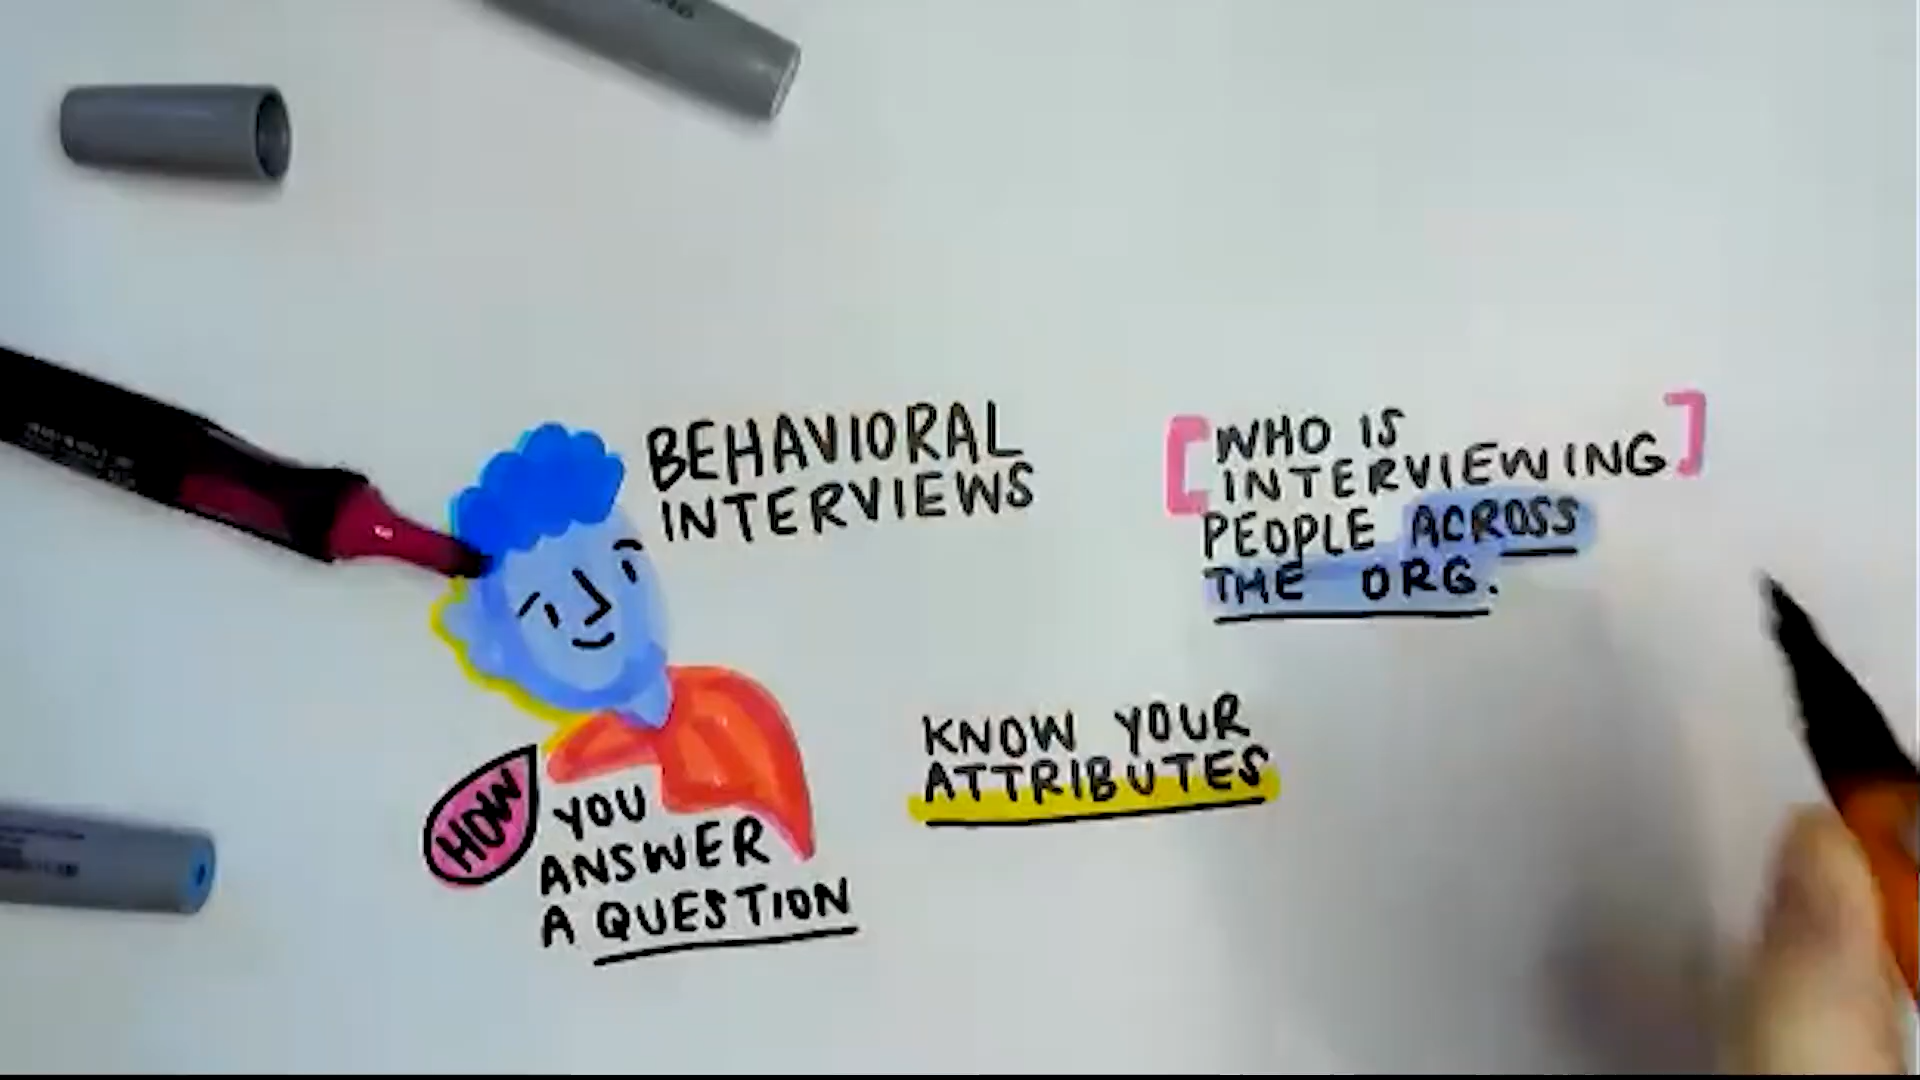 BEHAVIORAL
INTERVIEWS
WHO IS
INTERVIEWING
PEOPLE ACROSS
THE ORG.
KNOW YOUR
ATTRIBUTES
HOW YOU
ANSWER
A QUESTION